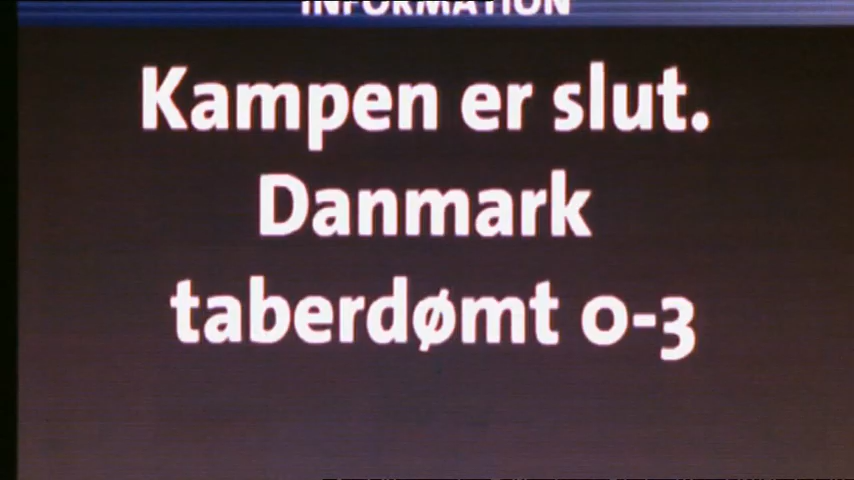 INFORMATION
Kampen er slut.
Danmark
taberdømt 0-3